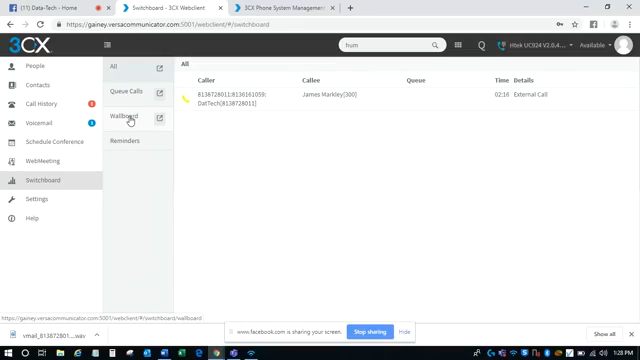 (11) Data-Tech - Home
Switchboard - 3CX Webclient
3CX Phone System Management
https://gainey.versacommunicator.com:5001/webclient/#/switchboard
3CX
hum
Htek UC924 V2.0.4...
Available
People
Contacts
Call History
Voicemail
1
Schedule Conference
WebMeeting
Switchboard
Settings
Help
All
Queue Calls
Wallboard
Reminders
All
Caller Callee Queue Time Details
8138728011:8136161059: James Markley[300] 02:16 External Call
DatTech[8138728011]
https://gainey.versacommunicator.com:5001/webclient/#/switchboard/wallboard
www.facebook.com is sharing your screen.
Stop sharing
Hide
vmail_8138728011....wav
Show all
1:28 PM